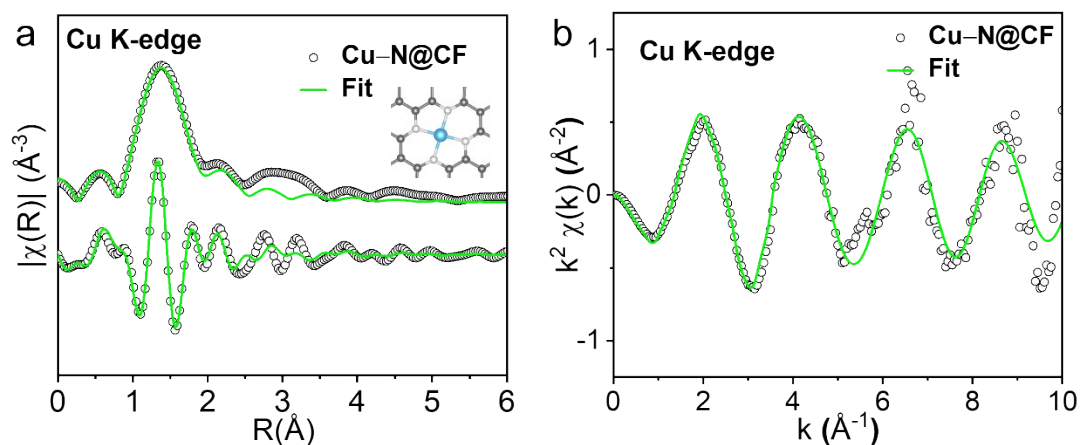 a
Cu K-edge
Cu–N@CF
Fit
|χ(R)| (Å-3)
0 1 2 3 4 5 6
R(Å)
b
Cu K-edge
Cu–N@CF
Fit
k2 χ(k) (Å-2)
1
0
-1
0 2 4 6 8 10
k (Å-1)